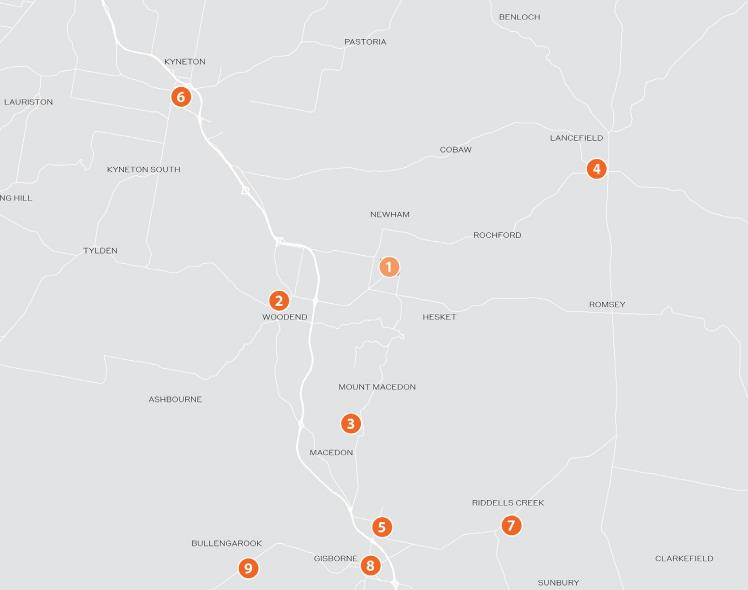 BENLOCH
PASTORIA
KYNETON
6
LAURISTON
LANCEFIELD
COBAW
KYNETON SOUTH
4
NG HILL
NEWHAM
ROCHFORD
TYLDEN
1
2
ROMSEY
WOODEND
HESKET
MOUNT MACEDON
ASHBOURNE
3
MACEDON
RIDDELLS CREEK
5
7
BULLENGAROOK
GISBORNE
CLARKEFIELD
8
9
SUNBURY